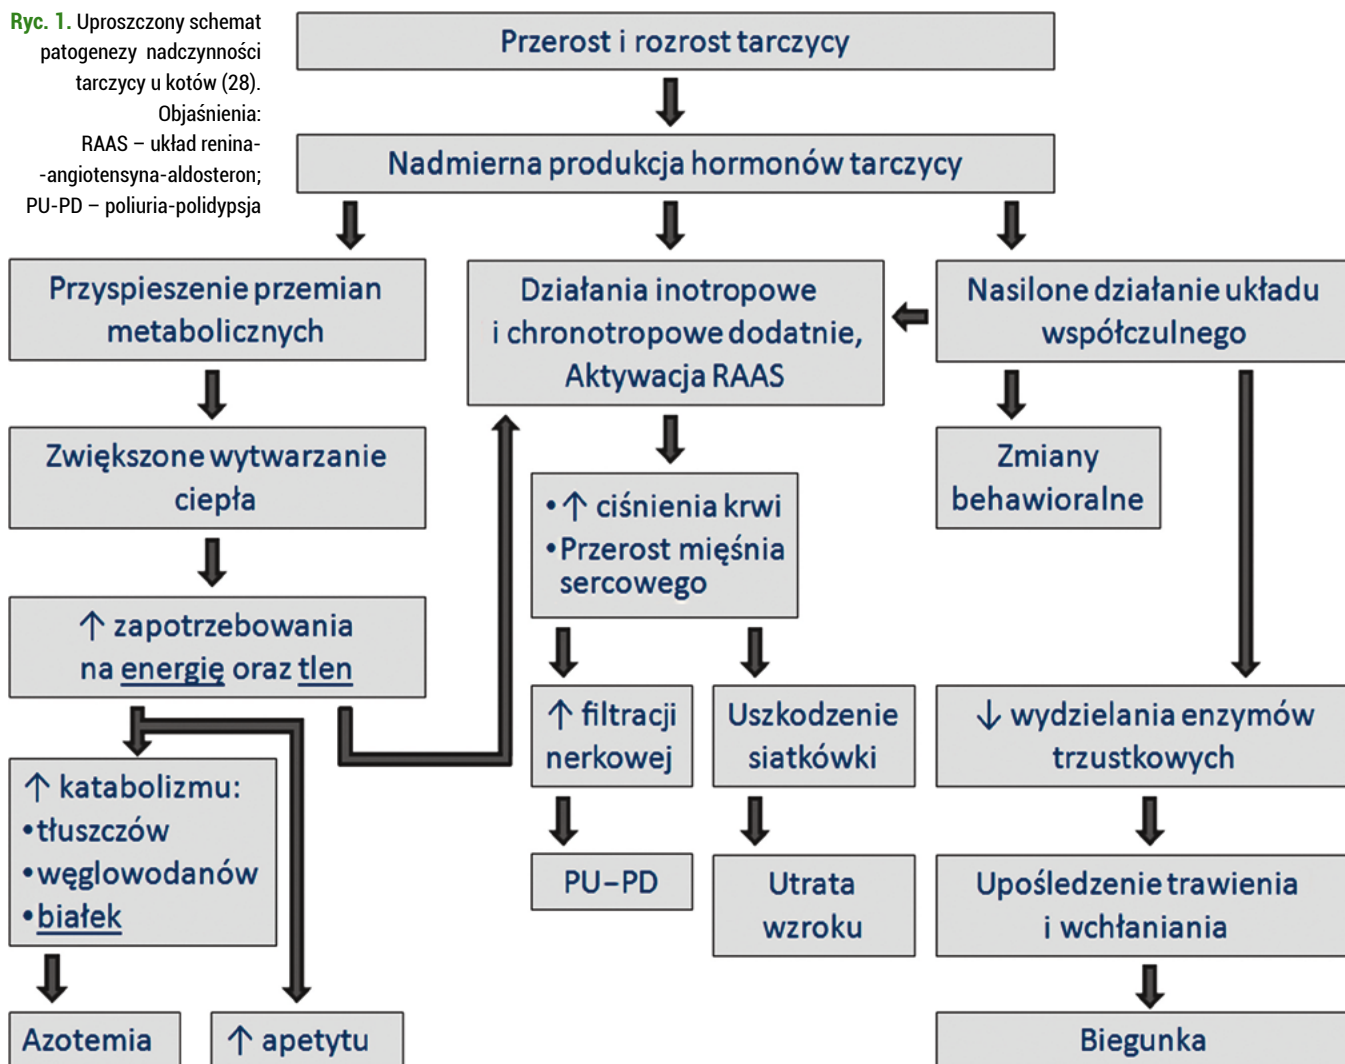 Ryc. 1. Uproszczony schemat
patogenezy nadczynności
tarczycy u kotów (28).
Objaśnienia:
RAAS – układ renina-
-angiotensyna-aldosteron;
PU-PD – poliuria-polidypsja
Przerost i rozrost tarczycy
Nadmierna produkcja hormonów tarczycy
Przyspieszenie przemian
metabolicznych
Działania inotropowe
i chronotropowe dodatnie,
Aktywacja RAAS
Nasilone działanie układu
współczulnego
Zwiększone wytwarzanie
ciepła
•↑ ciśnienia krwi
•Przerost mięśnia
sercowego
Zmiany
behawioralne
↑ zapotrzebowania
na energię oraz tlen
↑ filtracji
nerkowej
Uszkodzenie
siatkówki
↓ wydzielania enzymów
trzustkowych
↑ katabolizmu:
•tłuszczów
•węglowodanów
•białek
PU–PD
Utrata
wzroku
Upośledzenie trawienia
i wchłaniania
Azotemia
↑ apetytu
Biegunka